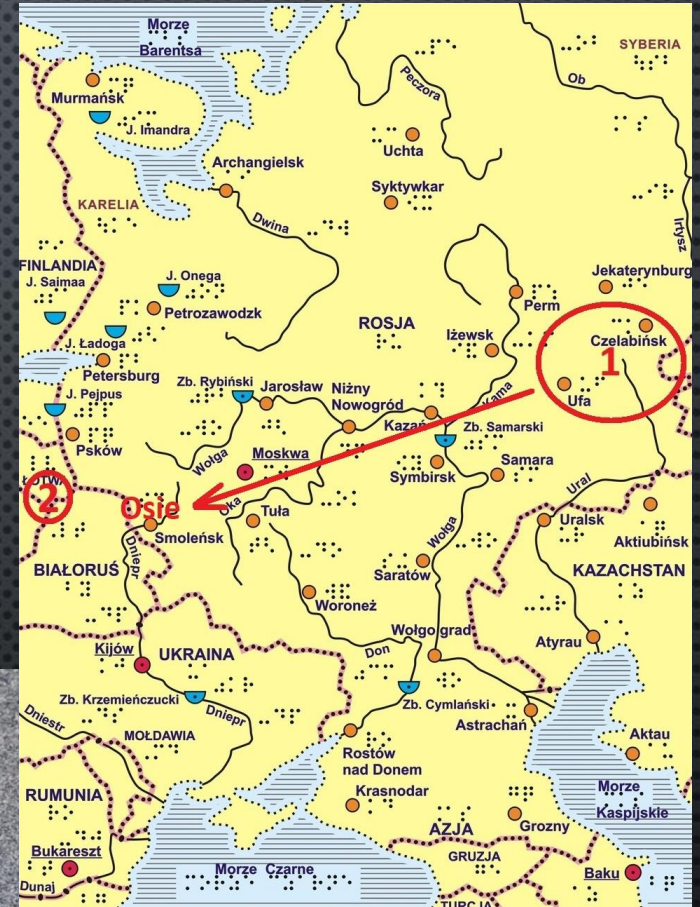 Morze
Barentsa
SYBERIA
Ob
Peczora
Murmańsk
J. Imandra
Uchta
Archangielsk
Syktywkar
KARELIA
Dwina
Irtysz
FINLANDIA
J. Saimaa
J. Onega
Jekaterynburg
Petrozawodzk
Perm
ROSJA
J. Ładoga
Iżewsk
Czelabińsk
1
Petersburg
Zb. Rybiński
Jarosław
Niżny
Nowogród
Kama
Ufa
J. Pejpus
Kazań
Zb. Samarski
Psków
Wołga
Moskwa
Symbirsk
Samara
ŁOTWA
2
Osie
Oka
Tuła
Ural
Uralsk
Smoleńsk
Aktiubińsk
Dniepr
Wołga
BIAŁORUŚ
Saratów
KAZACHSTAN
Woroneż
Wołgograd
Atyrau
Kijów
UKRAINA
Don
Zb. Krzemieńczucki
Dniepr
Zb. Cymlański
Dniestr
Astrachań
MOŁDAWIA
Aktau
Rostów
nad Donem
RUMUNIA
Krasnodar
Morze
Kaspijskie
AZJA
Grozny
Bukareszt
GRUZJA
Morze Czarne
Baku
Dunaj
TURCJA